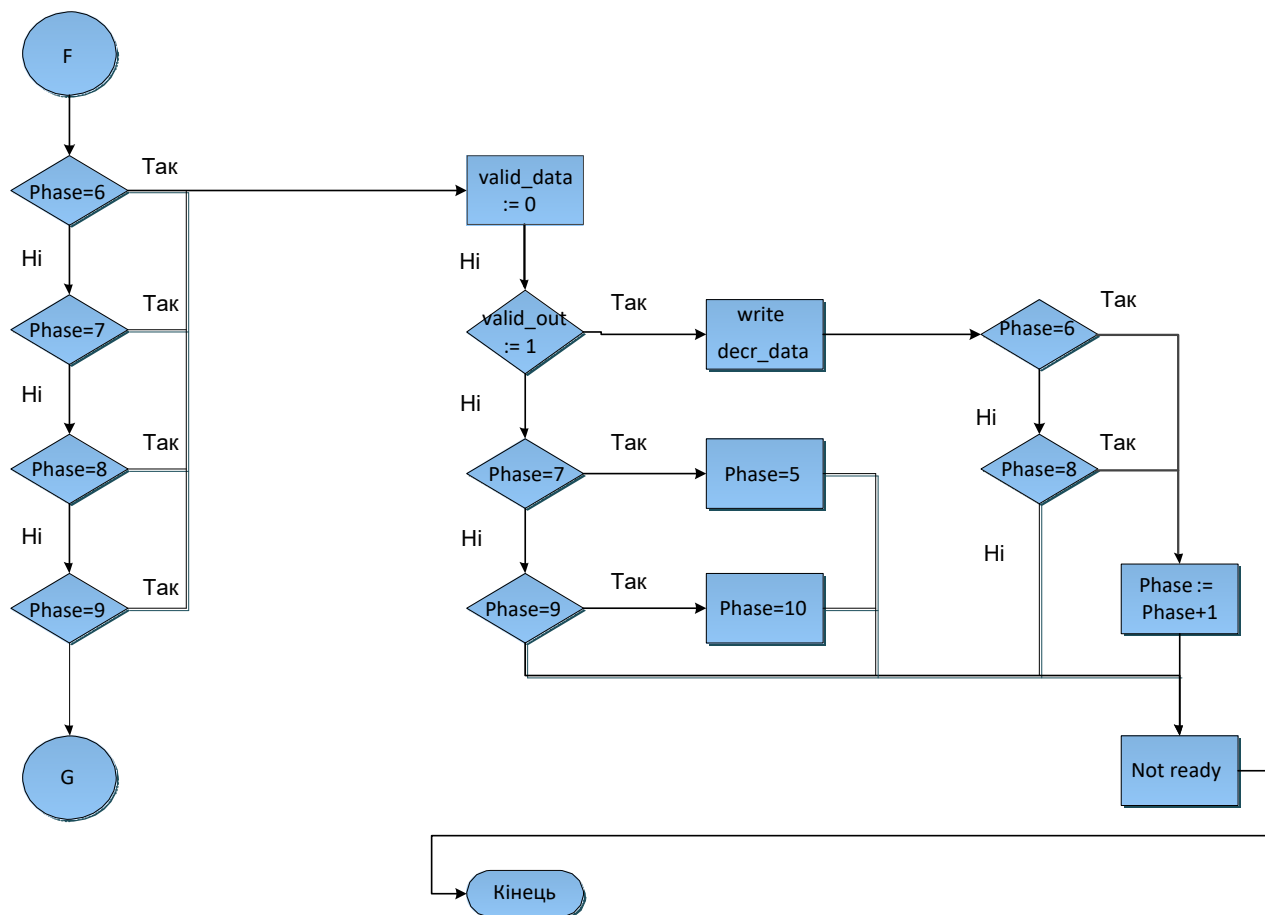 F
Так
Phase=6
valid_data
:= 0
Ні
Ні
Так
Phase=7
valid_out
:= 1
Так
write
decr_data
Phase=6
Так
Ні
Ні
Ні
Так
Phase=8
Так
Phase=7
Так
Phase=5
Phase=8
Так
Ні
Ні
Ні
Phase=9
Так
Phase=9
Так
Phase=10
Phase :=
Phase+1
G
Not ready
Кінець